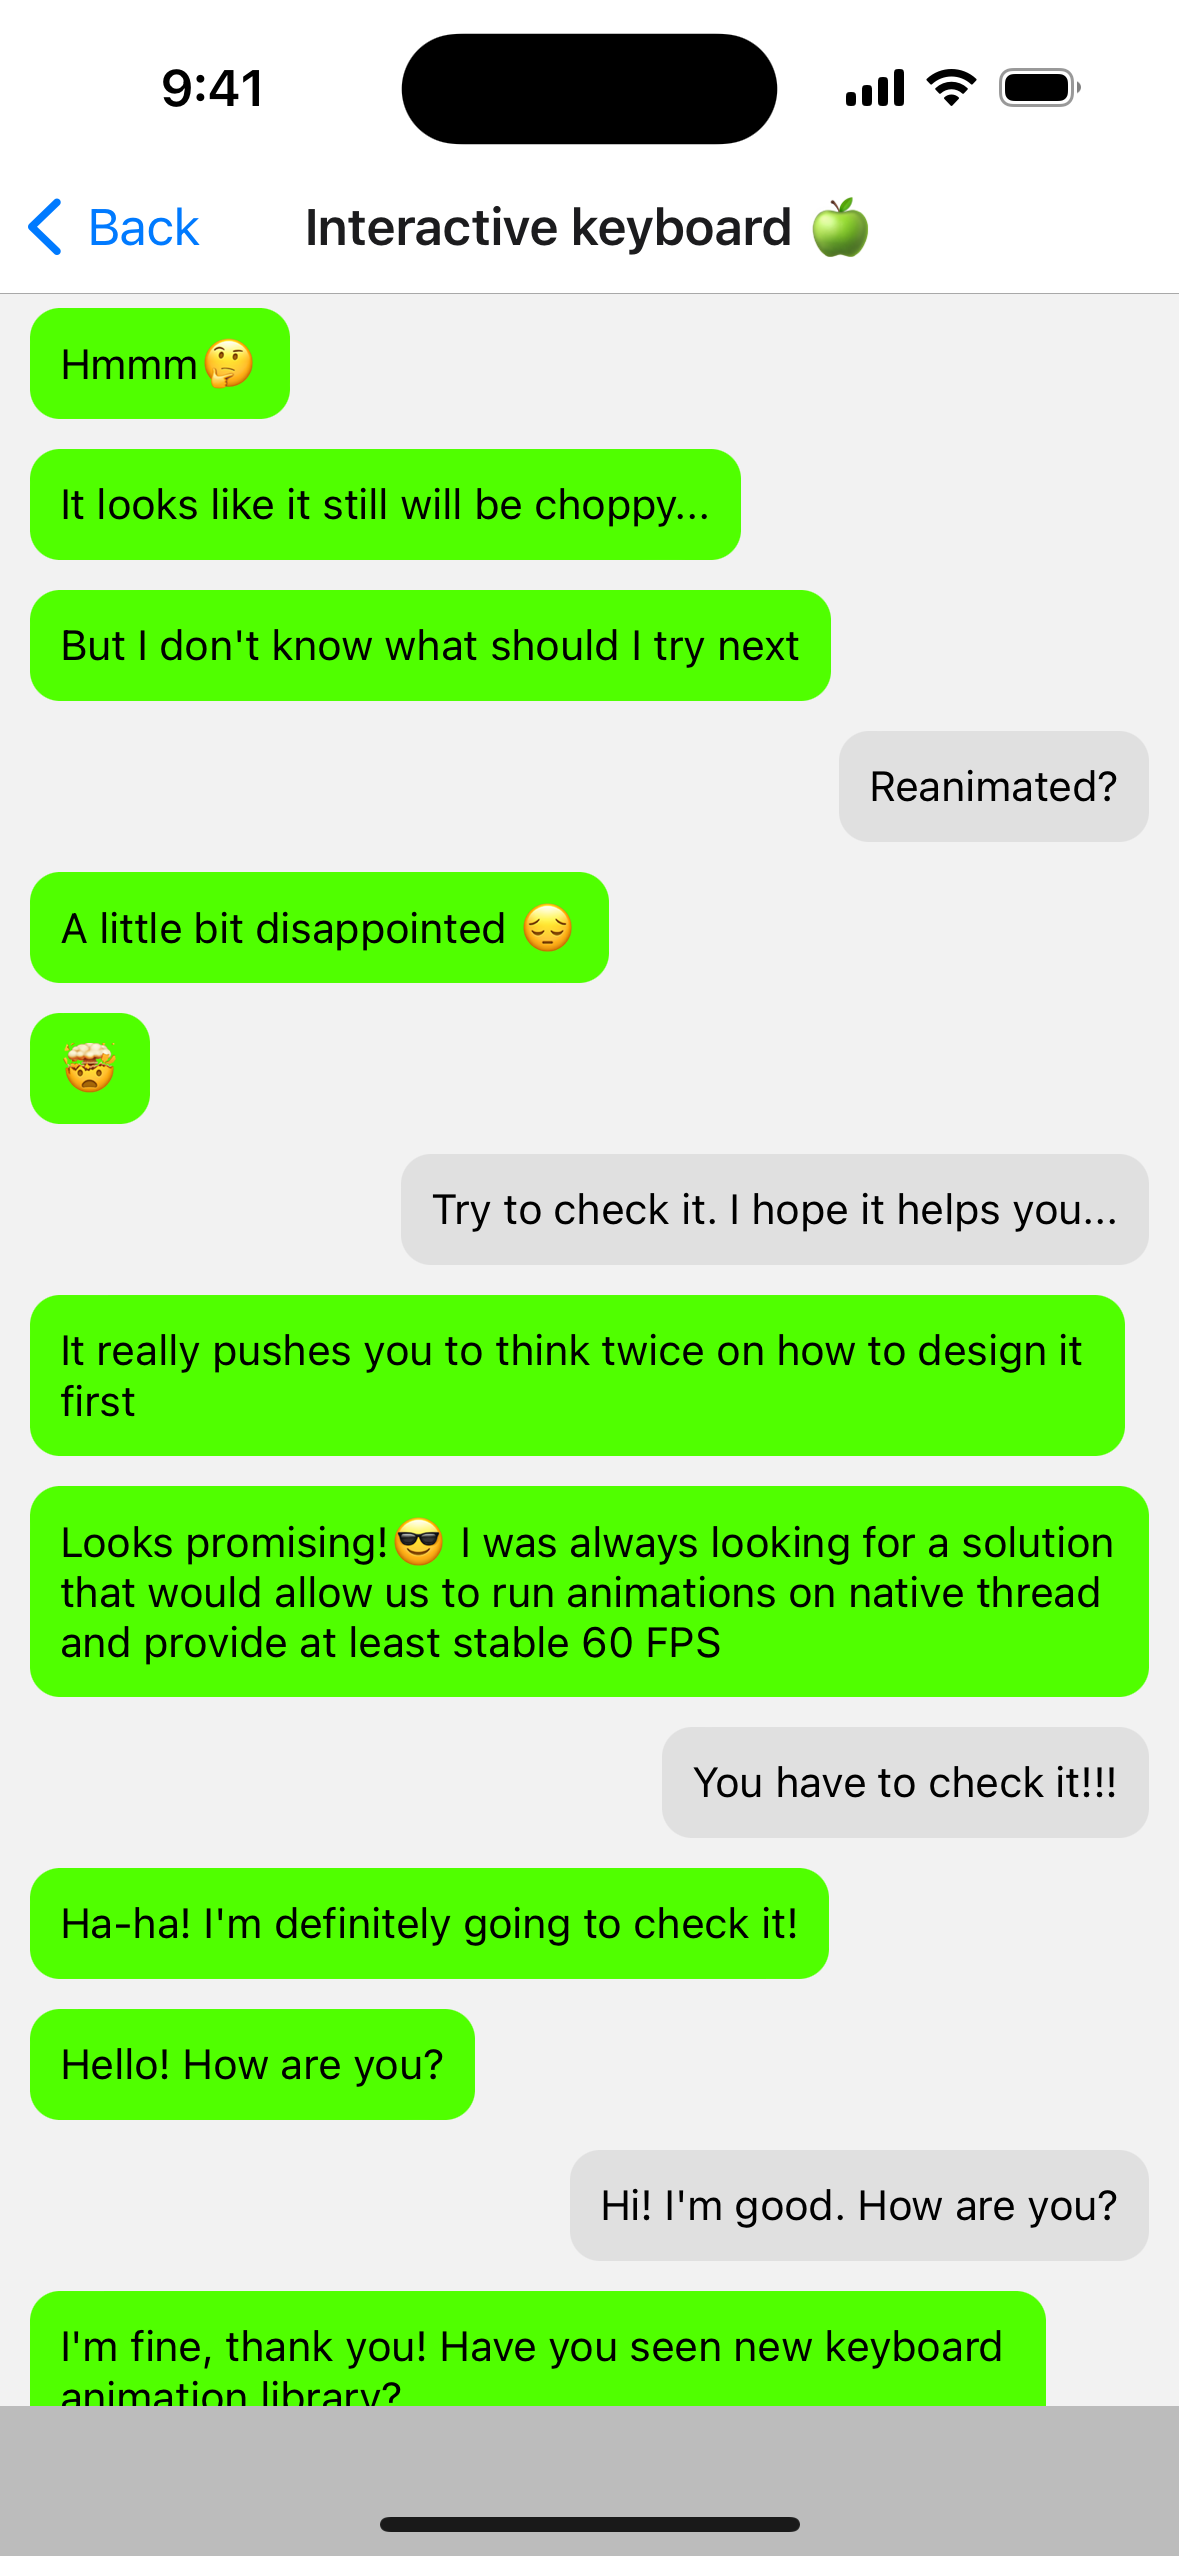 9:41
Back
Interactive keyboard 🍏
Hmmm🤔
It looks like it still will be choppy...
But I don't know what should I try next
Reanimated?
A little bit disappointed 😔
🤯
Try to check it. I hope it helps you...
It really pushes you to think twice on how to design it
first
Looks promising!😎 I was always looking for a solution
that would allow us to run animations on native thread
and provide at least stable 60 FPS
You have to check it!!!
Ha-ha! I'm definitely going to check it!
Hello! How are you?
Hi! I'm good. How are you?
I'm fine, thank you! Have you seen new keyboard
animation library?